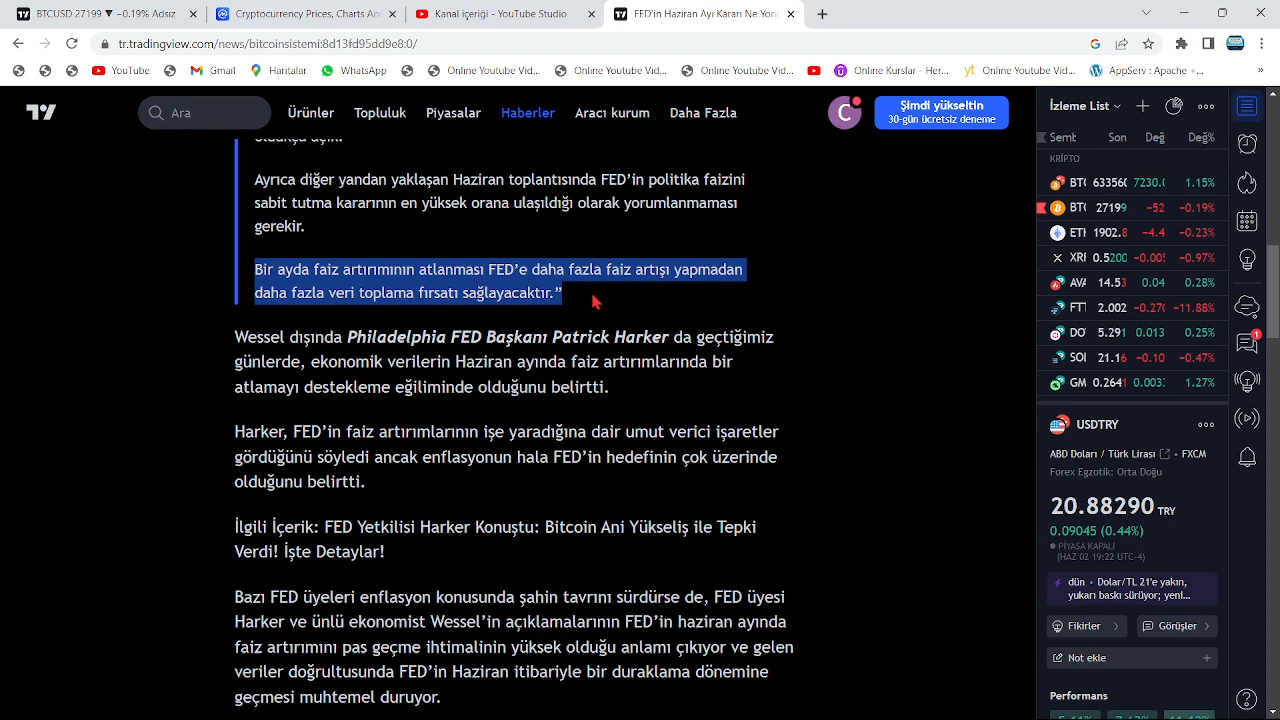 BTCUSD 27199 ▼ −0.19% Adsız
Cryptocurrency Prices, Charts An
Kanal içeriği - YouTube Studio
FED'in Haziran Ayı Kararı Ne Yönd
tr.tradingview.com/news/bitcoinsistemi:8d13fd95dd9e8:0/
YouTube
Gmail
Haritalar
WhatsApp
Online Youtube Vid...
Online Youtube Vid...
Online Youtube Vid...
Online Kurslar - Her...
Online Youtube Vid...
AppServ : Apache +...
»
Ara
Ürünler
Topluluk
Piyasalar
Haberler
Aracı kurum
Daha Fazla
C
Şimdi yükseltin
30-gün ücretsiz deneme
oldukça açık.
Ayrıca diğer yandan yaklaşan Haziran toplantısında FED'in politika faizini
sabit tutma kararının en yüksek orana ulaşıldığı olarak yorumlanmaması
gerekir.
Bir ayda faiz artırımının atlanması FED'e daha fazla faiz artışı yapmadan
daha fazla veri toplama fırsatı sağlayacaktır.”
Wessel dışında Philadelphia FED Başkanı Patrick Harker da geçtiğimiz
günlerde, ekonomik verilerin Haziran ayında faiz artırımlarında bir
atlamayı destekleme eğiliminde olduğunu belirtti.
Harker, FED'in faiz artırımlarının işe yaradığına dair umut verici işaretler
gördüğünü söyledi ancak enflasyonun hala FED'in hedefinin çok üzerinde
olduğunu belirtti.
İlgili İçerik: FED Yetkilisi Harker Konuştu: Bitcoin Ani Yükseliş ile Tepki
Verdi! İşte Detaylar!
Bazı FED üyeleri enflasyon konusunda şahin tavrını sürdürse de, FED üyesi
Harker ve ünlü ekonomist Wessel'in açıklamalarının FED'in haziran ayında
faiz artırımını pas geçme ihtimalinin yüksek olduğu anlamı çıkıyor ve gelen
veriler doğrultusunda FED'in Haziran itibariyle bir duraklama dönemine
geçmesi muhtemel duruyor.
İzleme List
Semb Son Değ Değ%
KRİPTO
BTC 633560 7230.0 1.15%
BTC 27199 −52 −0.19%
ETH 1902.8 −4.4 −0.23%
XRI 0.5200 −0.005 −0.97%
AVA 14.53 0.04 0.28%
FTT 2.002 −0.270 −11.88%
DO 5.291 0.013 0.25%
SOI 21.16 −0.10 −0.47%
GM 0.2641 0.0033 1.27%
1
USDTRY
ABD Doları / Türk Lirası • FXCM
Forex Egzotik: Orta Doğu
20.88290 TRY
0.09045 (0.44%)
PİYASA KAPALI
(HAZ 02 19:22 UTC-4)
dün • Dolar/TL 21'e yakın,
yukarı baskı sürüyor; yeni...
Fikirler
Görüşler
Not ekle
Performans